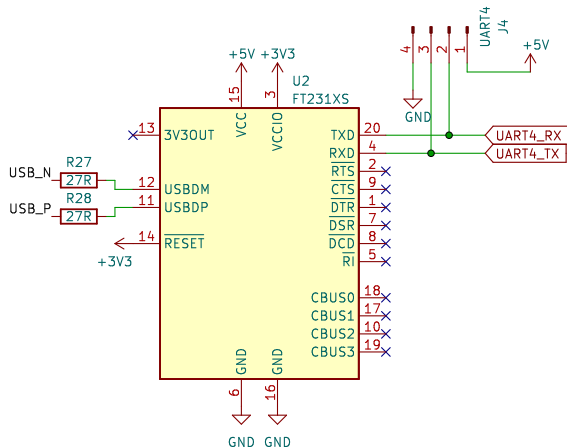 UART4
J4
4
3
2
1
+5V
GND
+5V
+3V3
15
3
U2
FT231XS
VCC
VCCIO
13
3V3OUT
TXD
20
UART4_RX
RXD
4
UART4_TX
USB_N
R27
27R
12
USBDM
RTS
2
CTS
9
USB_P
R28
27R
11
USBDP
DTR
1
DSR
7
14
RESET
DCD
8
+3V3
RI
5
CBUS0
18
CBUS1
17
CBUS2
10
CBUS3
19
GND
GND
6
16
GND
GND